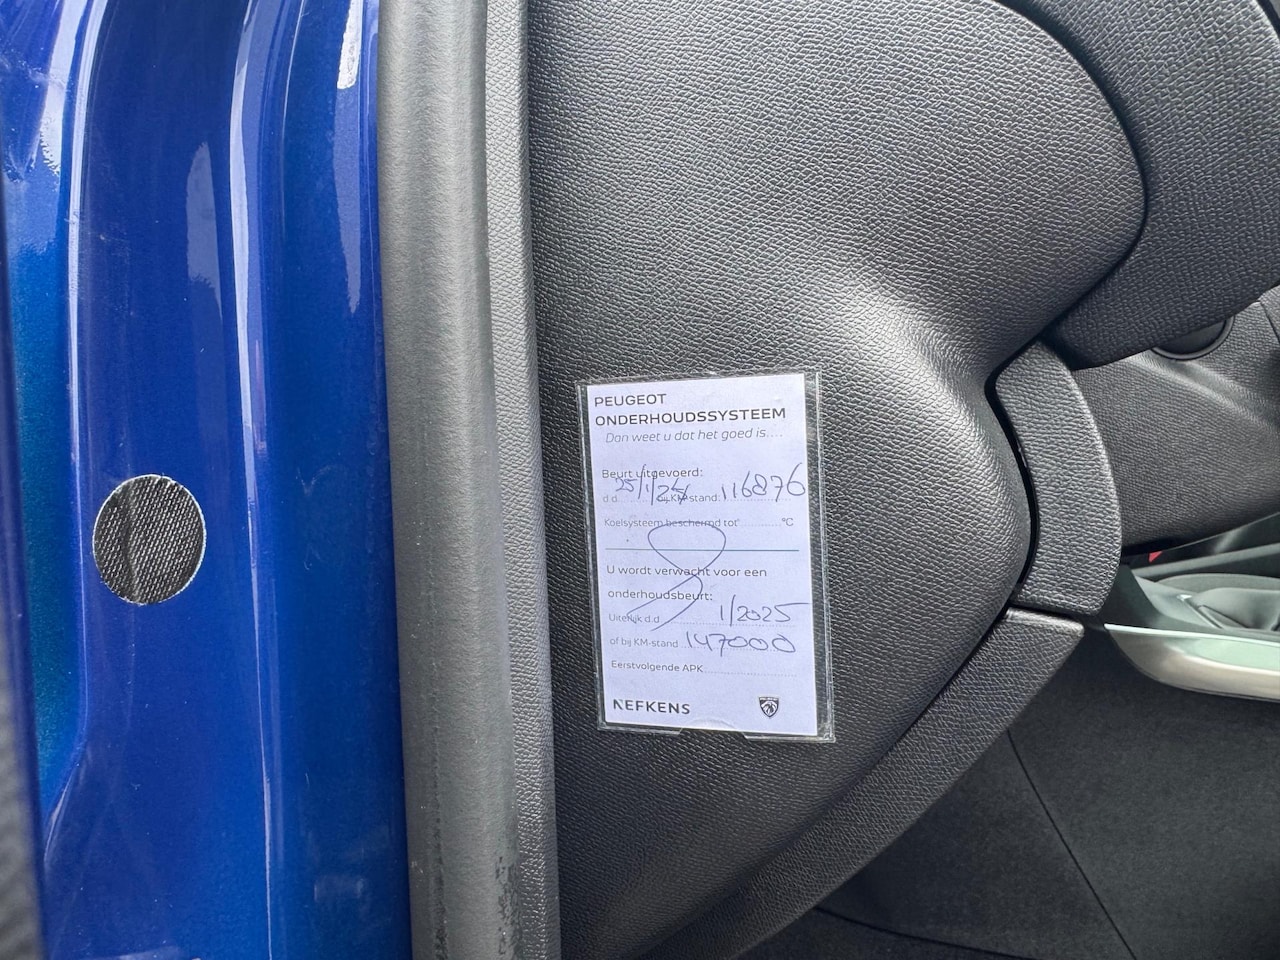 PEUGEOT
ONDERHOUDSSYSTEEM
Dan weet u dat het goed is....
Beurt uitgevoerd:
d.d. 25/1/24 bij KM-stand: 116876
Koelsysteem beschermd tot ........... °C
U wordt verwacht voor een
onderhoudsbeurt:
Uiterlijk d.d. 1/2025
of bij KM-stand 147000
Eerstvolgende APK
NEFKENS